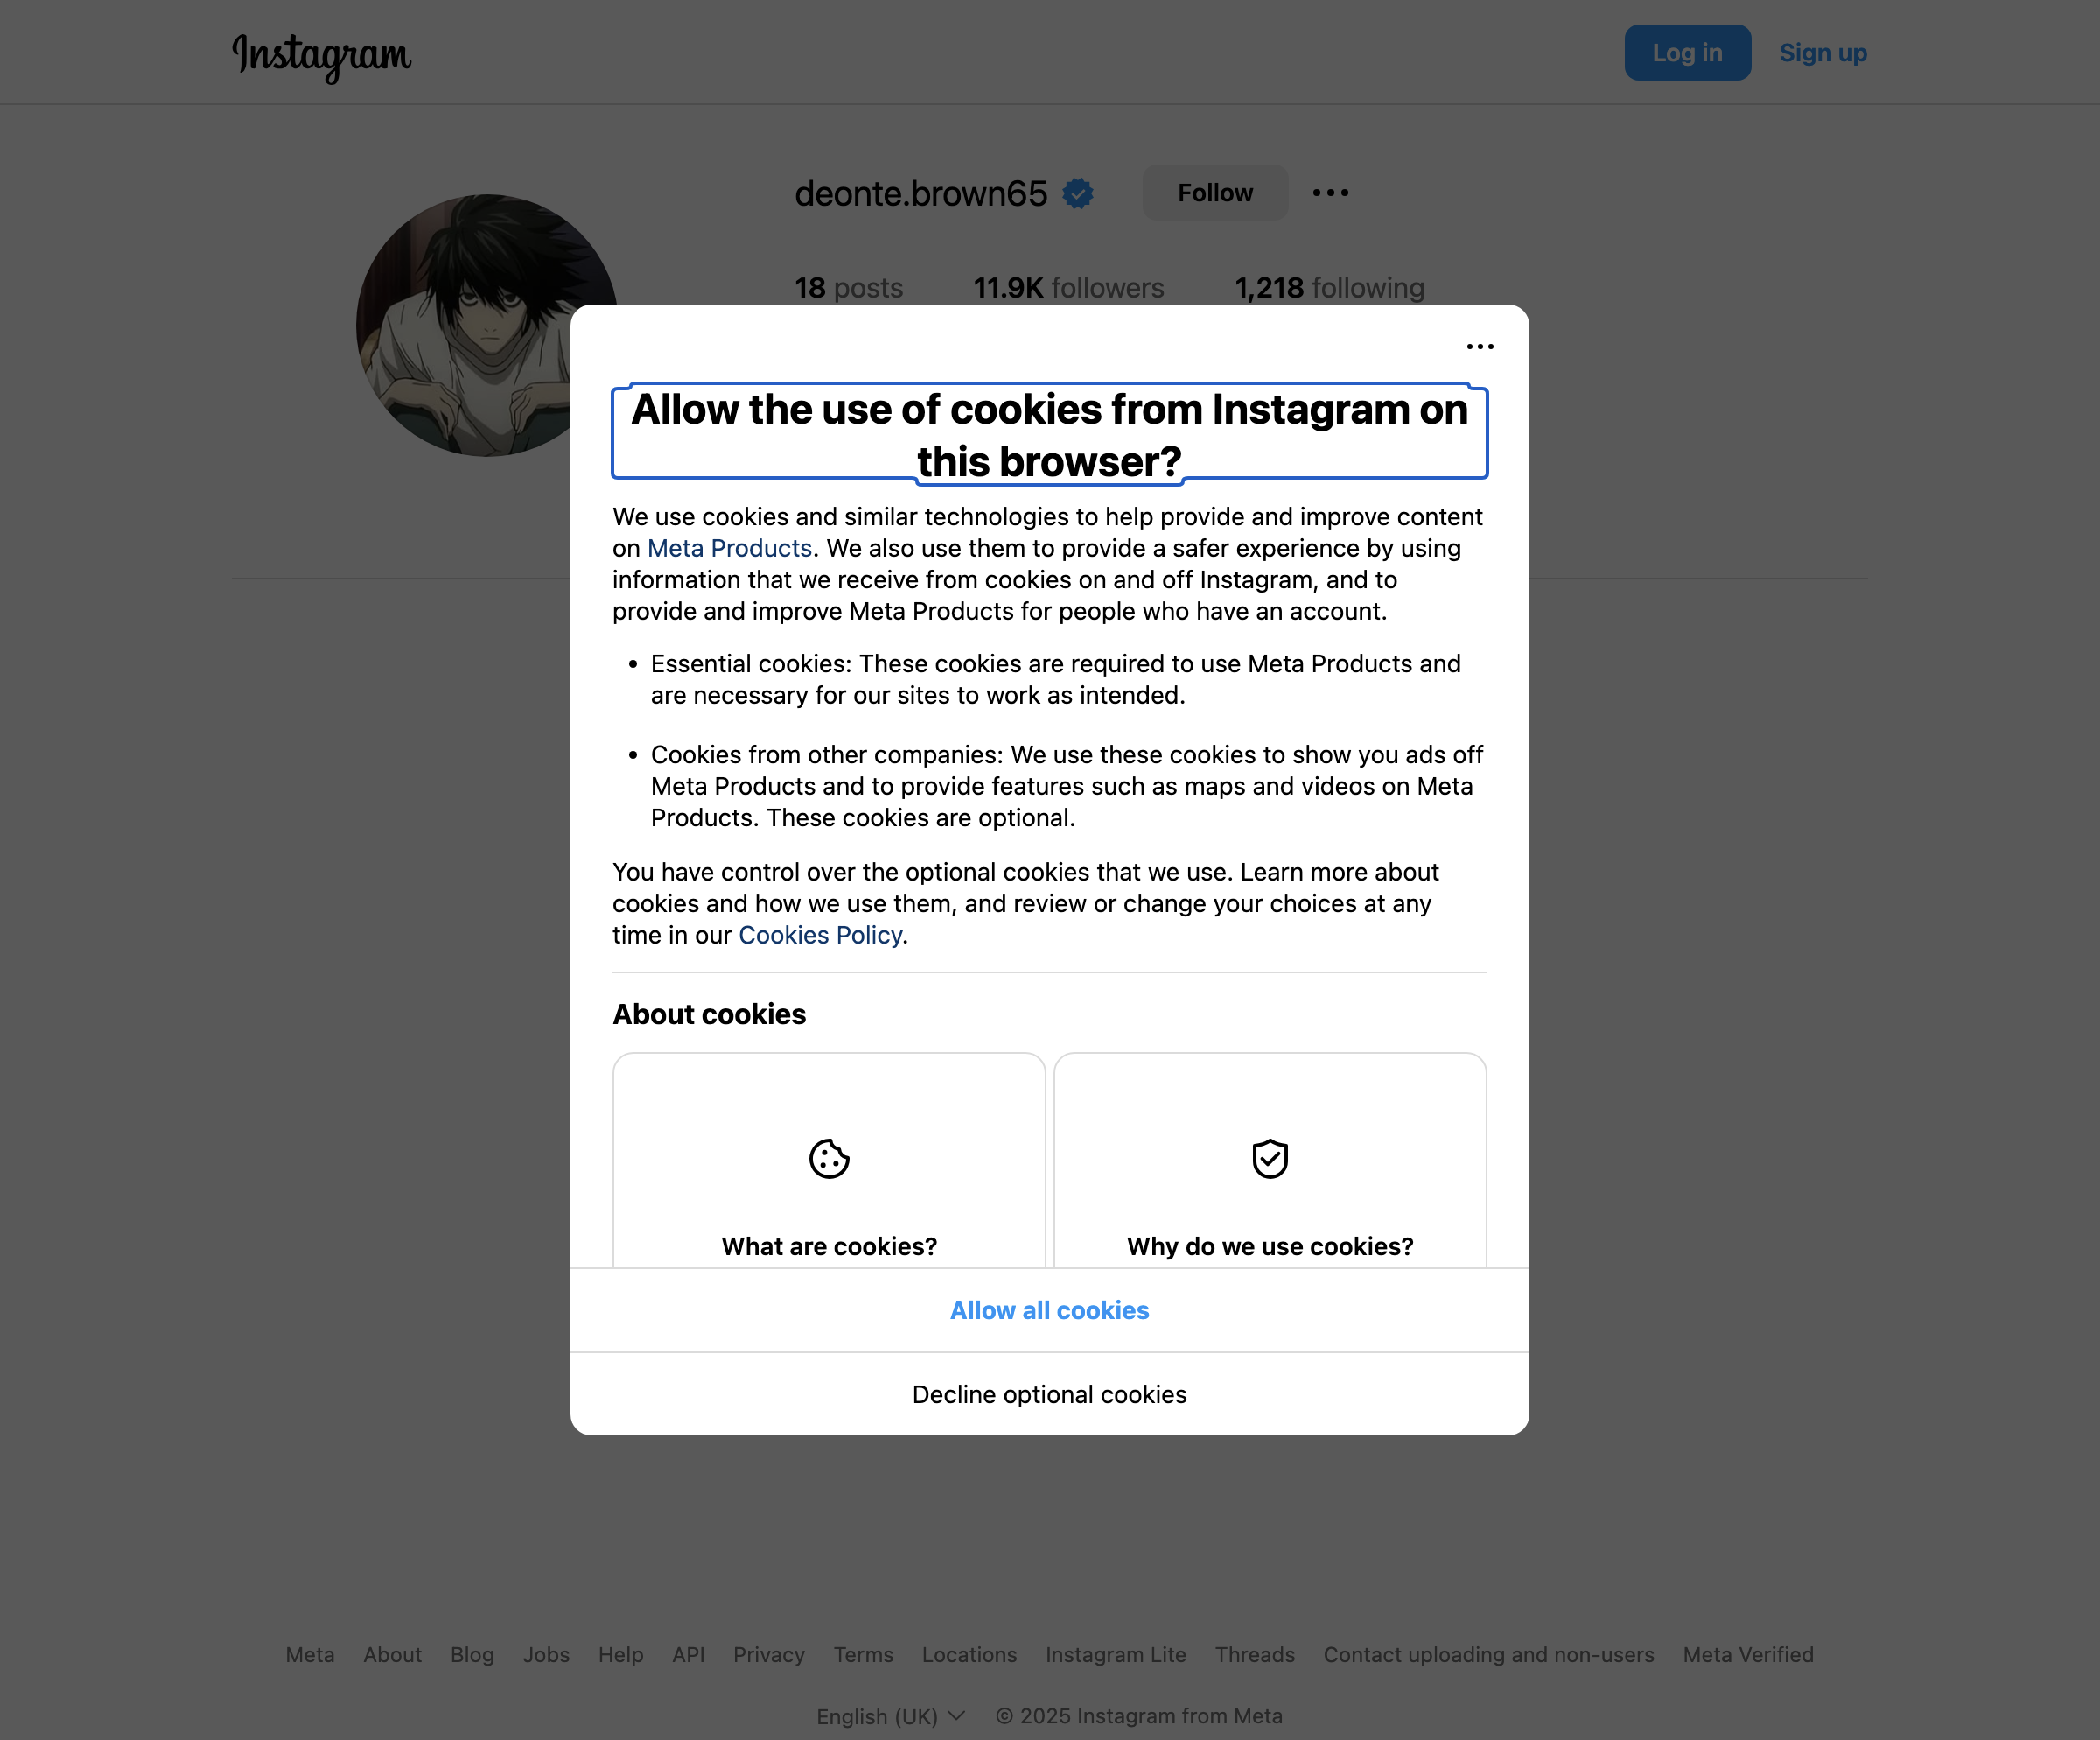 Instagram
Log in
Sign up
deonte.brown65
Follow
18 posts
11.9K followers
1,218 following
Allow the use of cookies from Instagram on
this browser?
We use cookies and similar technologies to help provide and improve content
on Meta Products. We also use them to provide a safer experience by using
information that we receive from cookies on and off Instagram, and to
provide and improve Meta Products for people who have an account.
• Essential cookies: These cookies are required to use Meta Products and
are necessary for our sites to work as intended.
• Cookies from other companies: We use these cookies to show you ads off
Meta Products and to provide features such as maps and videos on Meta
Products. These cookies are optional.
You have control over the optional cookies that we use. Learn more about
cookies and how we use them, and review or change your choices at any
time in our Cookies Policy.
About cookies
What are cookies?
Why do we use cookies?
Allow all cookies
Decline optional cookies
Meta About Blog Jobs Help API Privacy Terms Locations Instagram Lite Threads Contact uploading and non-users Meta Verified
English (UK) © 2025 Instagram from Meta